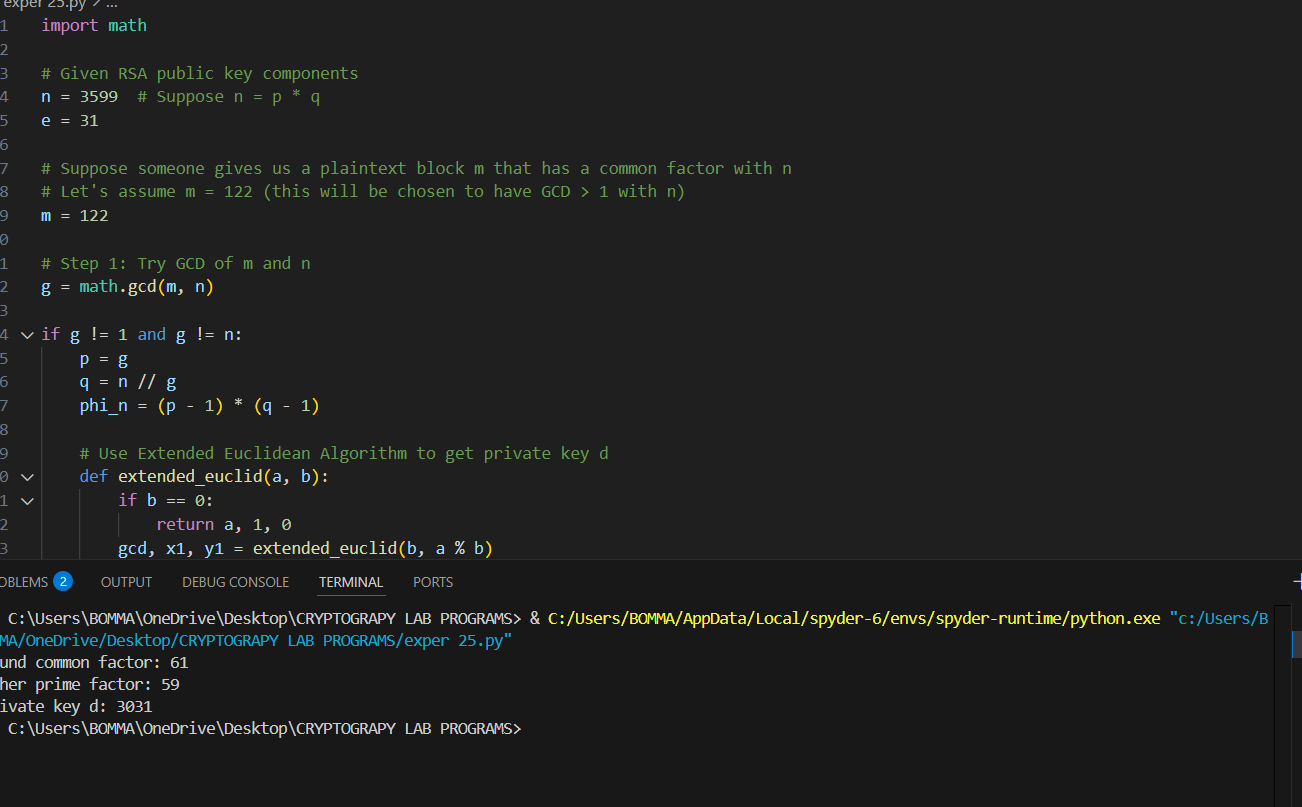 exper 25.py > ...
1 import math
2
3 # Given RSA public key components
4 n = 3599  # Suppose n = p * q
5 e = 31
6
7 # Suppose someone gives us a plaintext block m that has a common factor with n
8 # Let's assume m = 122 (this will be chosen to have GCD > 1 with n)
9 m = 122
0
1 # Step 1: Try GCD of m and n
2 g = math.gcd(m, n)
3
4 if g != 1 and g != n:
5     p = g
6     q = n // g
7     phi_n = (p - 1) * (q - 1)
8
9     # Use Extended Euclidean Algorithm to get private key d
0     def extended_euclid(a, b):
1         if b == 0:
2             return a, 1, 0
3         gcd, x1, y1 = extended_euclid(b, a % b)
OBLEMS 2 OUTPUT DEBUG CONSOLE TERMINAL PORTS
C:\Users\BOMMA\OneDrive\Desktop\CRYPTOGRAPY LAB PROGRAMS> & C:/Users/BOMMA/AppData/Local/spyder-6/envs/spyder-runtime/python.exe "c:/Users/B
MA/OneDrive/Desktop/CRYPTOGRAPY LAB PROGRAMS/exper 25.py"
und common factor: 61
her prime factor: 59
ivate key d: 3031
C:\Users\BOMMA\OneDrive\Desktop\CRYPTOGRAPY LAB PROGRAMS>